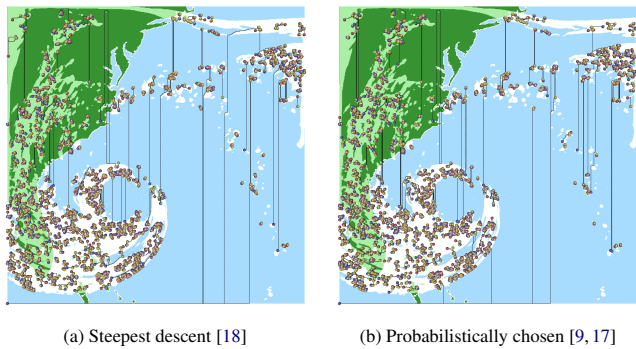 (a) Steepest descent [18]
(b) Probabilistically chosen [9, 17]